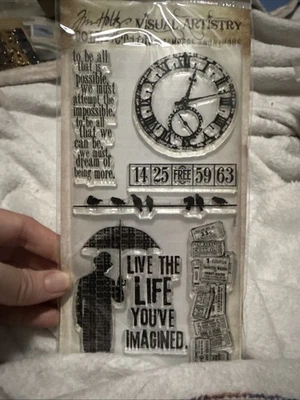 Tim Holtz VISUAL ARTISTRY
to be all
that is
possible,
we must
attempt the
impossible.
to be all
that we
can be,
we must
dream of
being more.
14 25 FREE 59 63
LIVE THE
LIFE
YOU'VE
IMAGINED.